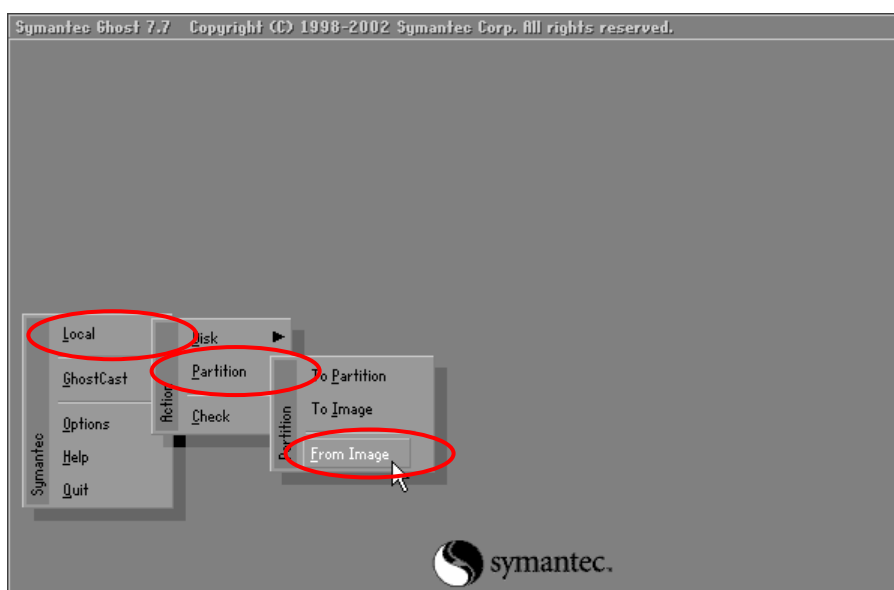 Symantec Ghost 7.7 Copyright (C) 1998-2002 Symantec Corp. All rights reserved.
Symantec
Local
GhostCast
Options
Help
Quit
Action
Disk
Partition
Check
Partition
To Partition
To Image
From Image
symantec.